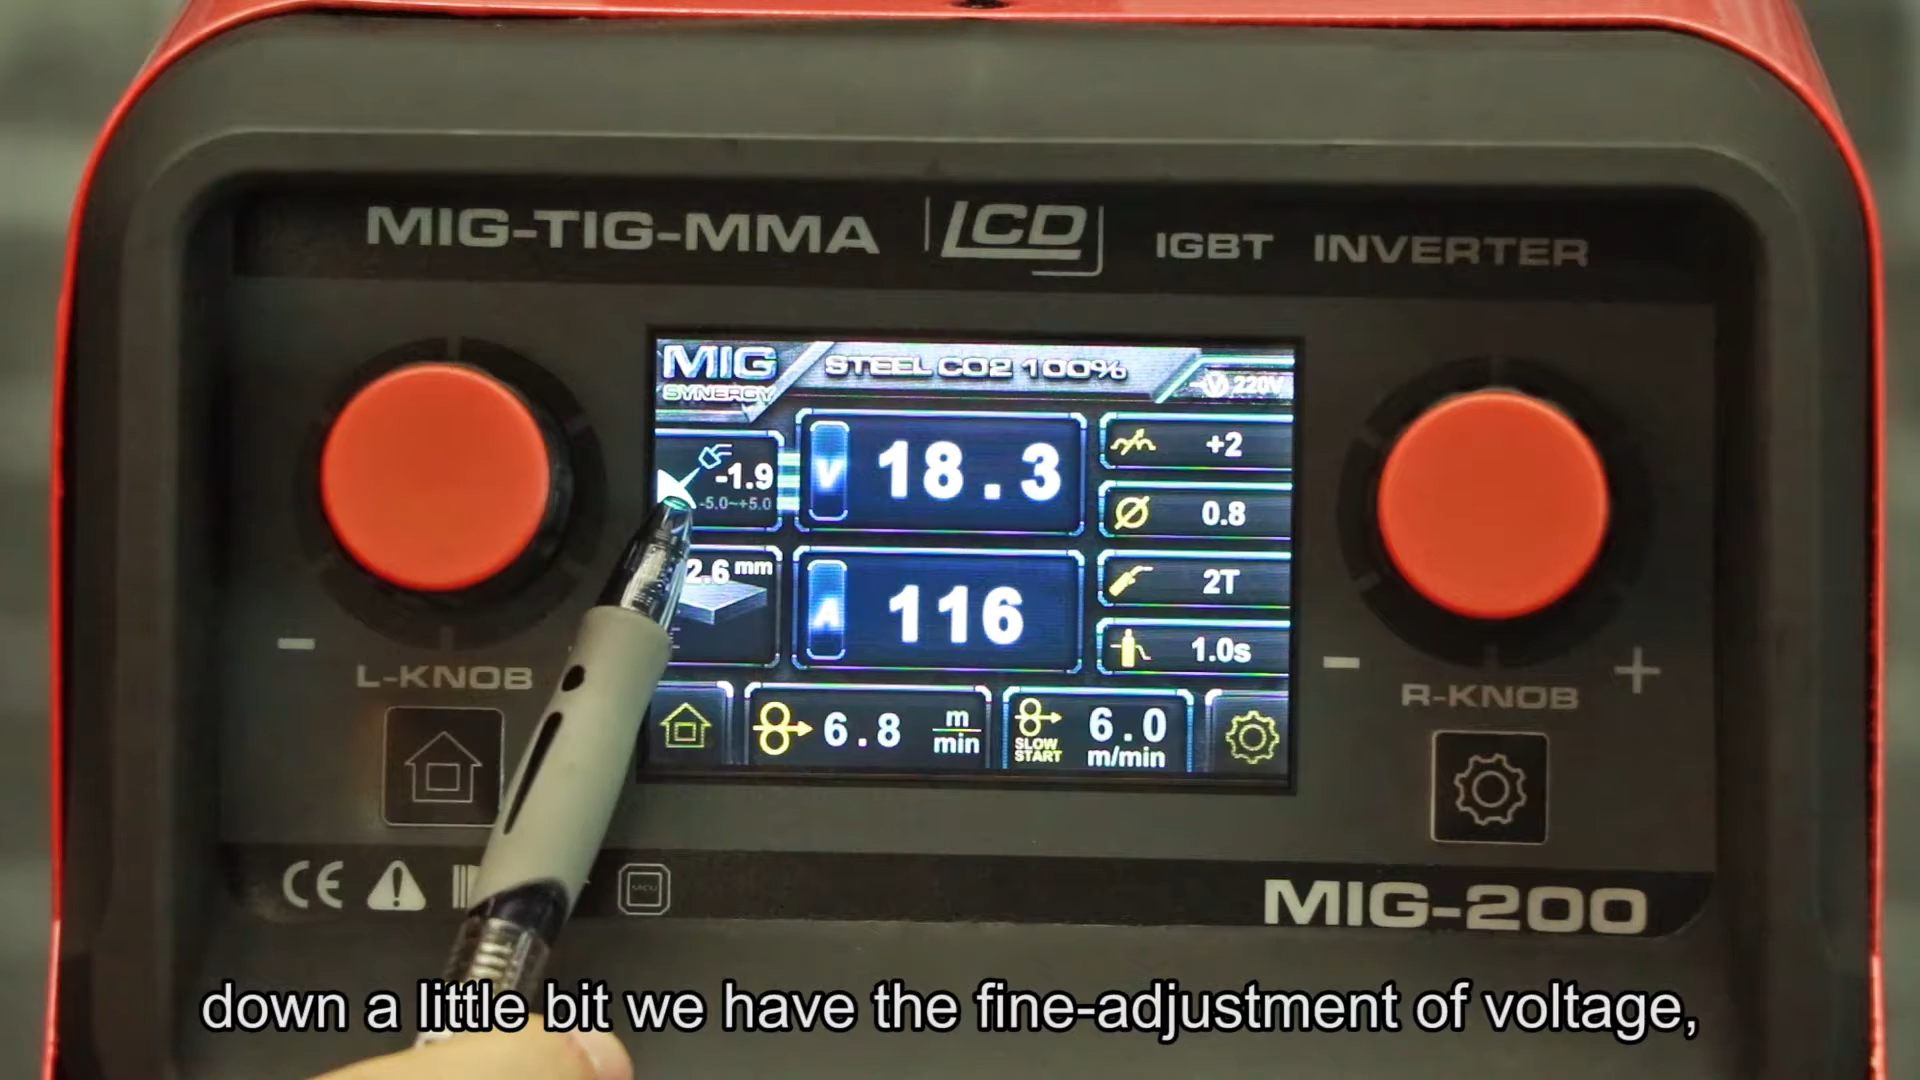 MIG-TIG-MMA LCD IGBT INVERTER
MIG
SYNERGY
STEEL CO2 100%
V 220V
-1.9
-5.0~+5.0
V 18.3
+2
0.8
2.6 mm
A 116
2T
1.0s
6.8 m/min
SLOW START
6.0 m/min
L-KNOB
R-KNOB
CE
MCU
MIG-200
down a little bit we have the fine-adjustment of voltage,